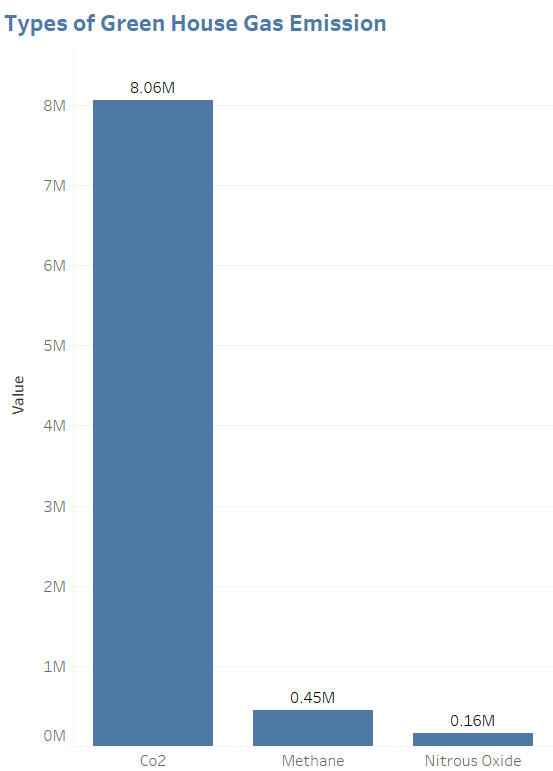 Types of Green House Gas Emission
8.06M
8M
7M
6M
5M
Value
4M
3M
2M
1M
0.45M
0.16M
0M
Co2
Methane
Nitrous Oxide